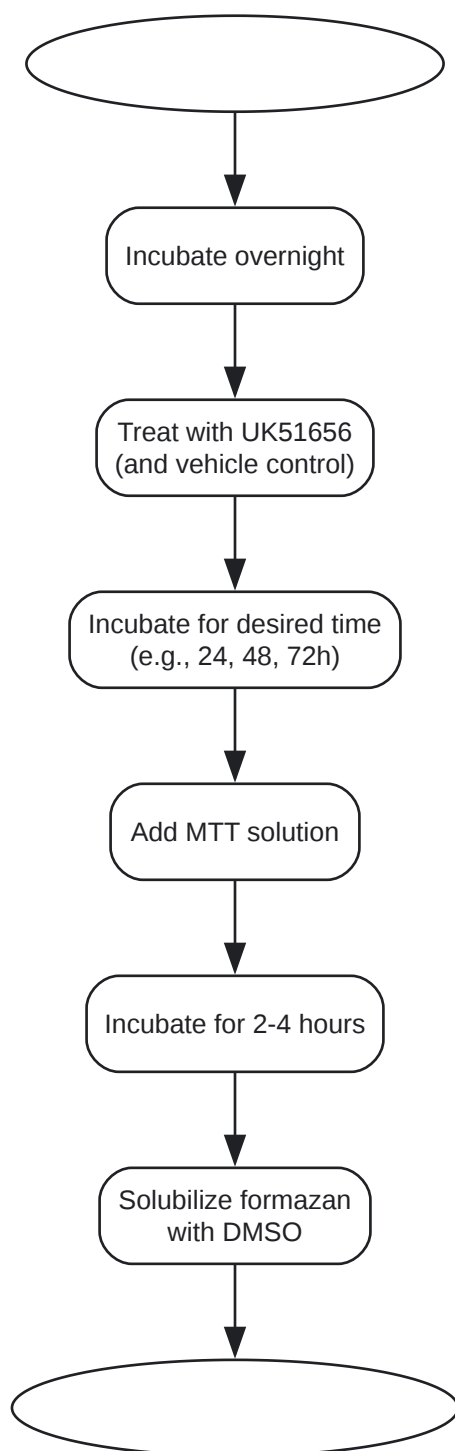 Incubate overnight
Treat with UK51656
(and vehicle control)
Incubate for desired time
(e.g., 24, 48, 72h)
Add MTT solution
Incubate for 2-4 hours
Solubilize formazan
with DMSO